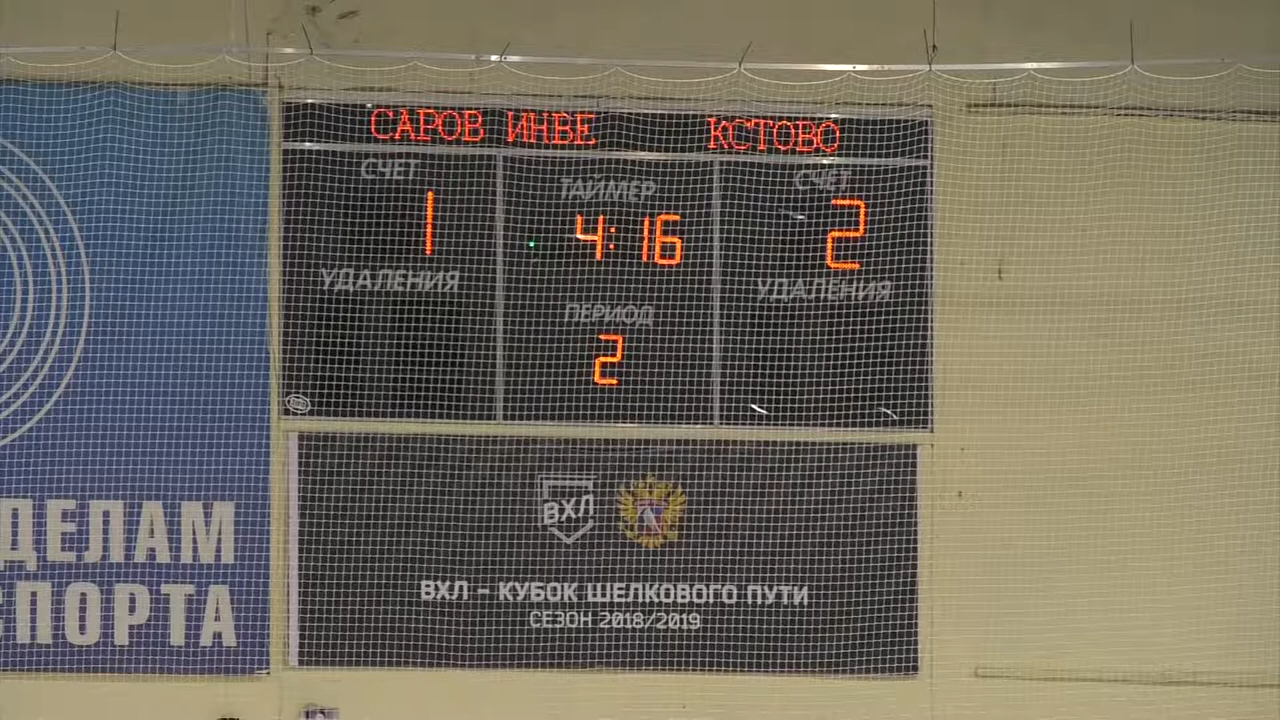 САРОВ ИНВЕ КСТОВО
СЧЕТ ТАЙМЕР СЧЕТ
1 4:16 2
УДАЛЕНИЯ УДАЛЕНИЯ
ПЕРИОД
2
ВХЛ
ВХЛ – КУБОК ШЕЛКОВОГО ПУТИ
СЕЗОН 2018/2019
ДЕЛАМ
СПОРТА